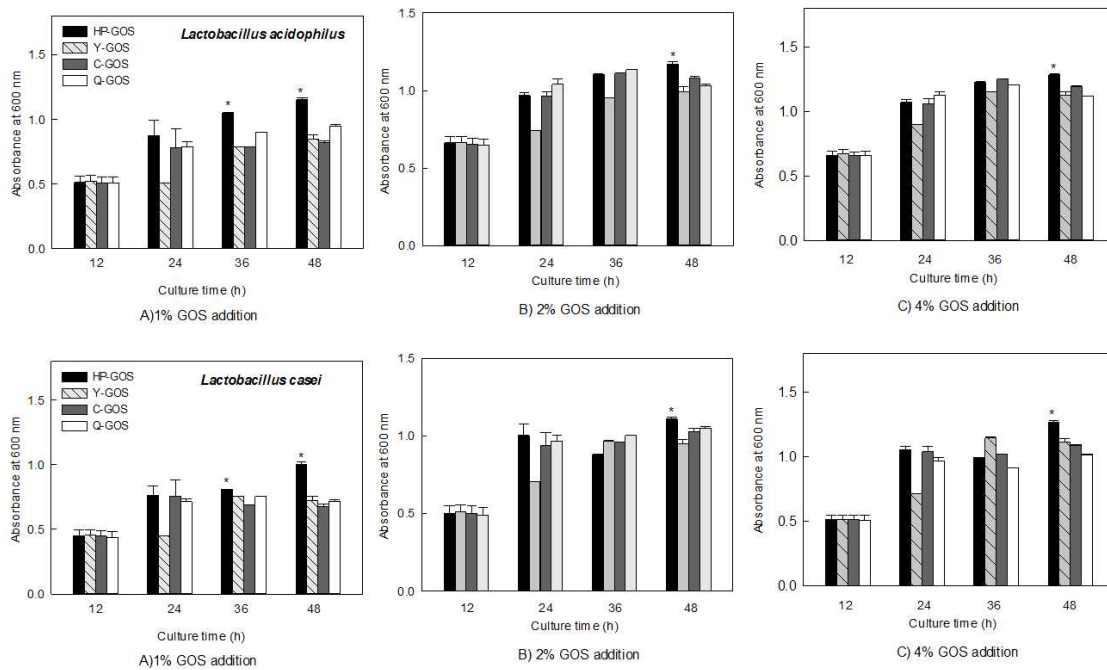 Lactobacillus acidophilus
HP-GOS
Y-GOS
C-GOS
Q-GOS
Absorbance at 600 nm
1.5
1.0
0.5
0.0
*
*
12 24 36 48
Culture time (h)
A)1% GOS addition
Absorbance at 600 nm
1.5
1.0
0.5
0.0
*
12 24 36 48
Culture time (h)
B) 2% GOS addition
Absorbance at 600 nm
1.5
1.0
0.5
0.0
*
12 24 36 48
Culture time (h)
C) 4% GOS addition
Lactobacillus casei
HP-GOS
Y-GOS
C-GOS
Q-GOS
Absorbance at 600 nm
1.5
1.0
0.5
0.0
*
*
12 24 36 48
Culture time (h)
A)1% GOS addition
Absorbance at 600 nm
1.5
1.0
0.5
0.0
*
12 24 36 48
Culture time (h)
B) 2% GOS addition
Absorbance at 600 nm
1.5
1.0
0.5
0.0
*
12 24 36 48
Culture time (h)
C) 4% GOS addition